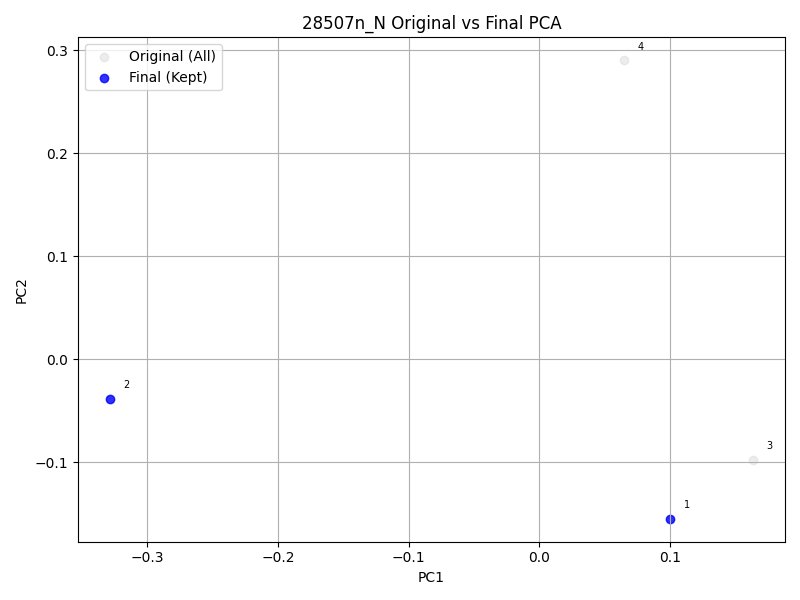 28507n_N Original vs Final PCA
Original (All)
Final (Kept)
4
2
3
1
0.3
0.2
0.1
0.0
−0.1
PC2
−0.3
−0.2
−0.1
0.0
0.1
PC1